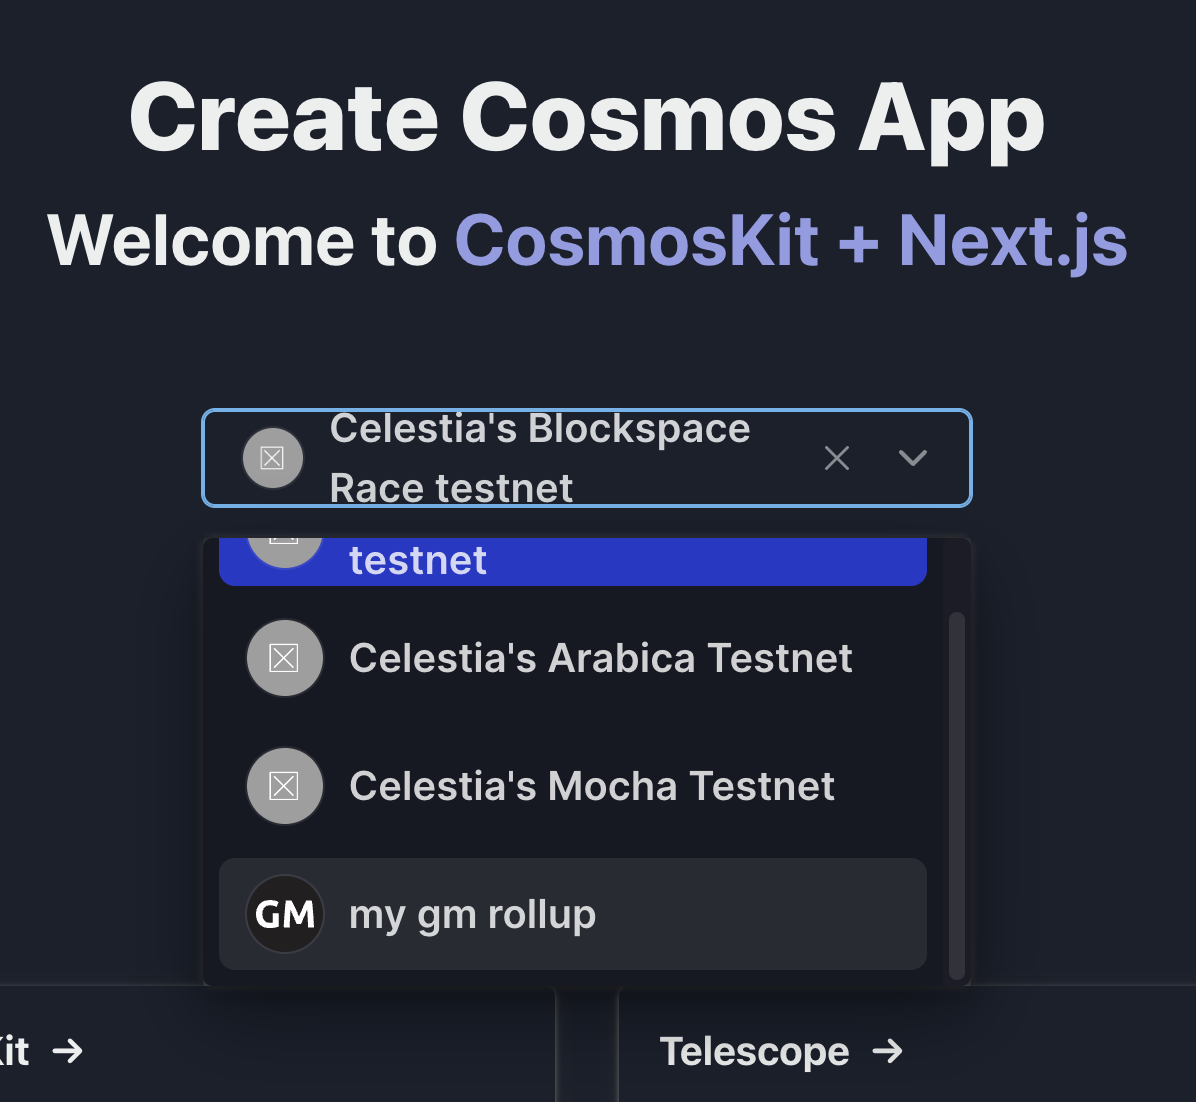 Create Cosmos App
Welcome to CosmosKit + Next.js
Celestia's Blockspace
Race testnet
testnet
Celestia's Arabica Testnet
Celestia's Mocha Testnet
GM my gm rollup
it →
Telescope →